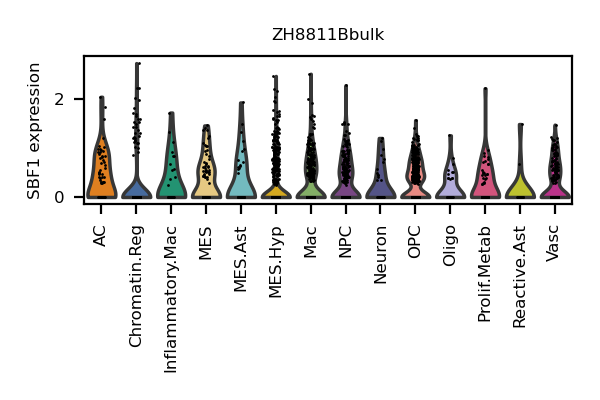 ZH8811Bbulk
SBF1 expression
2
0
AC
Chromatin.Reg
Inflammatory.Mac
MES
MES.Ast
MES.Hyp
Mac
NPC
Neuron
OPC
Oligo
Prolif.Metab
Reactive.Ast
Vasc